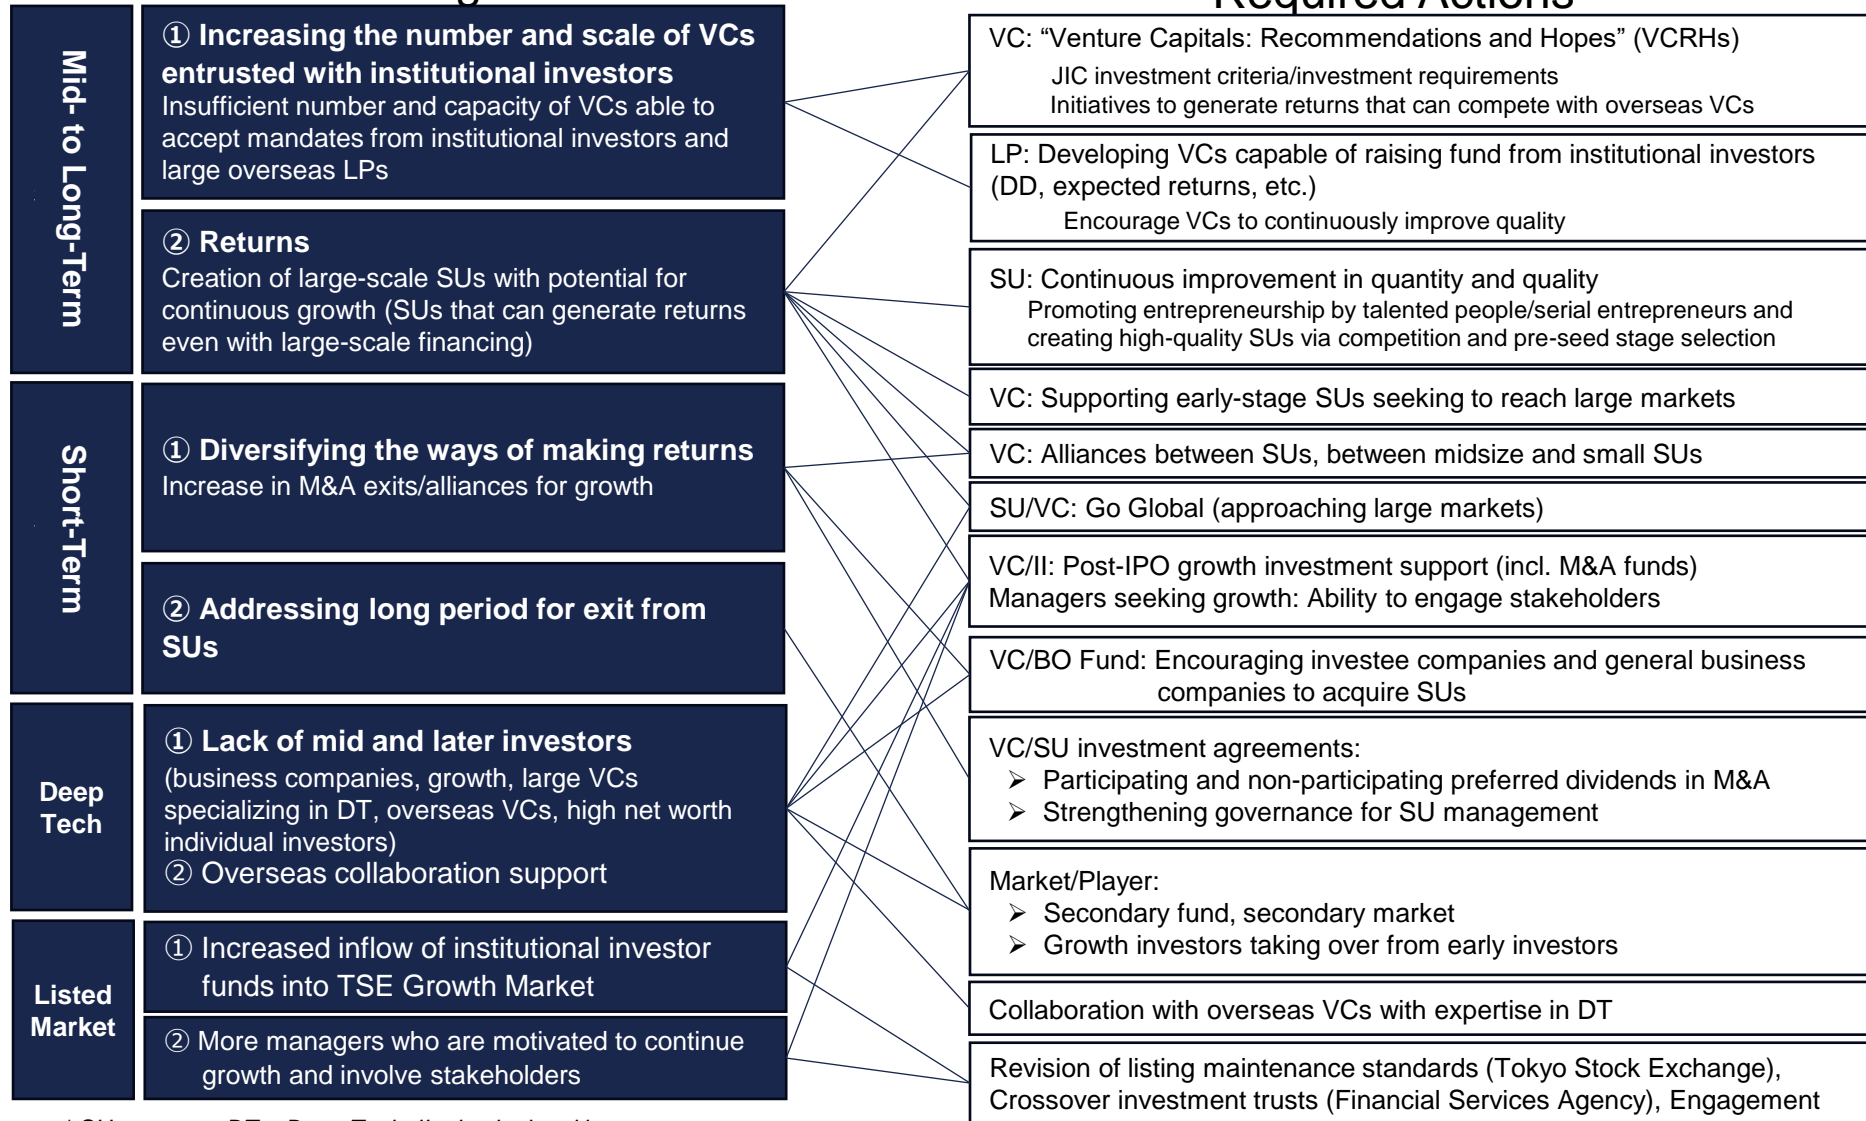 Required Actions
Mid- to Long-Term
① Increasing the number and scale of VCs
entrusted with institutional investors
Insufficient number and capacity of VCs able to
accept mandates from institutional investors and
large overseas LPs
② Returns
Creation of large-scale SUs with potential for
continuous growth (SUs that can generate returns
even with large-scale financing)
Short-Term
① Diversifying the ways of making returns
Increase in M&A exits/alliances for growth
② Addressing long period for exit from
SUs
Deep
Tech
① Lack of mid and later investors
(business companies, growth, large VCs
specializing in DT, overseas VCs, high net worth
individual investors)
② Overseas collaboration support
Listed
Market
① Increased inflow of institutional investor
funds into TSE Growth Market
② More managers who are motivated to continue
growth and involve stakeholders
VC: “Venture Capitals: Recommendations and Hopes” (VCRHs)
JIC investment criteria/investment requirements
Initiatives to generate returns that can compete with overseas VCs
LP: Developing VCs capable of raising fund from institutional investors
(DD, expected returns, etc.)
Encourage VCs to continuously improve quality
SU: Continuous improvement in quantity and quality
Promoting entrepreneurship by talented people/serial entrepreneurs and
creating high-quality SUs via competition and pre-seed stage selection
VC: Supporting early-stage SUs seeking to reach large markets
VC: Alliances between SUs, between midsize and small SUs
SU/VC: Go Global (approaching large markets)
VC/II: Post-IPO growth investment support (incl. M&A funds)
Managers seeking growth: Ability to engage stakeholders
VC/BO Fund: Encouraging investee companies and general business
companies to acquire SUs
VC/SU investment agreements:
➢ Participating and non-participating preferred dividends in M&A
➢ Strengthening governance for SU management
Market/Player:
➢ Secondary fund, secondary market
➢ Growth investors taking over from early investors
Collaboration with overseas VCs with expertise in DT
Revision of listing maintenance standards (Tokyo Stock Exchange),
Crossover investment trusts (Financial Services Agency), Engagement